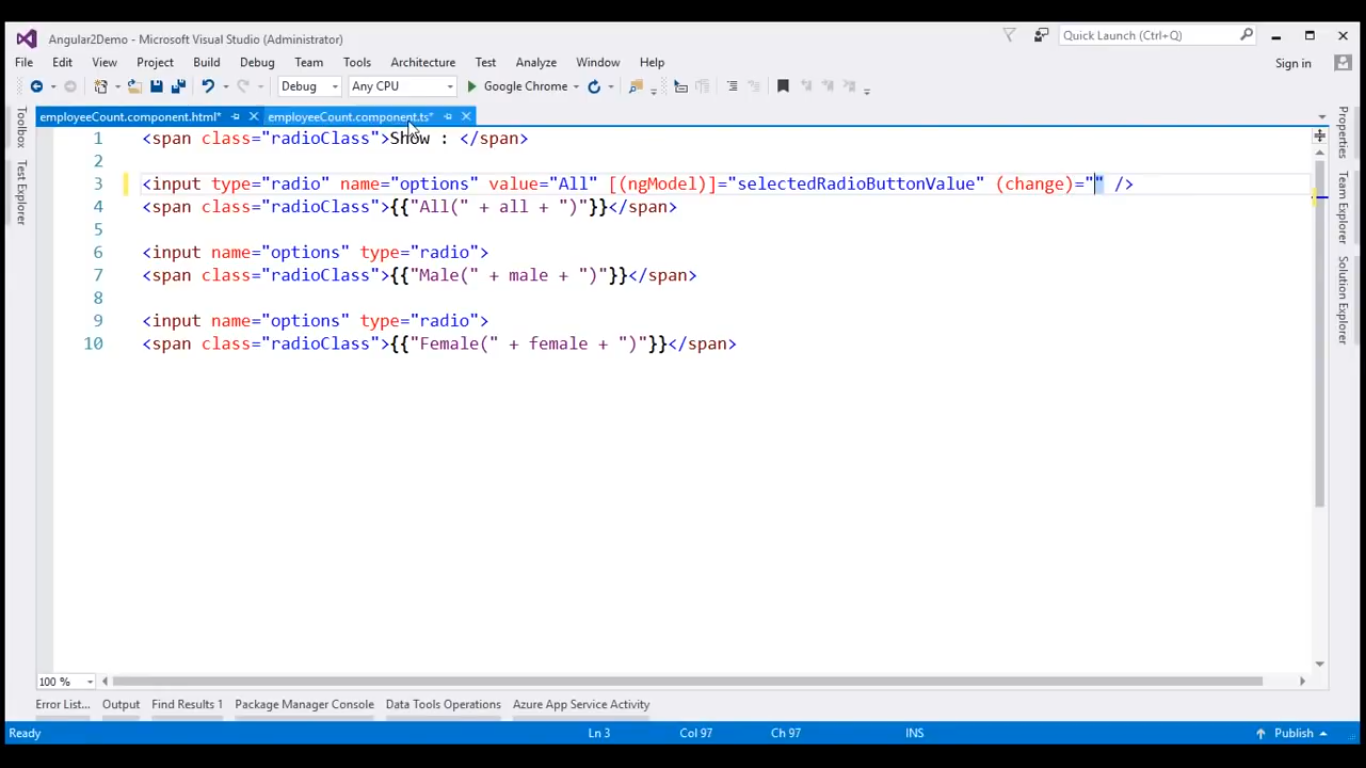 Angular2Demo - Microsoft Visual Studio (Administrator)
Quick Launch (Ctrl+Q)
File Edit View Project Build Debug Team Tools Architecture Test Analyze Window Help
Sign in
Debug Any CPU Google Chrome
employeeCount.component.html* employeeCount.component.ts*
Toolbox
Test Explorer
1 <span class="radioClass">Show : </span>
2
3 <input type="radio" name="options" value="All" [(ngModel)]="selectedRadioButtonValue" (change)="" />
4 <span class="radioClass">{{"All(" + all + ")"}}</span>
5
6 <input name="options" type="radio">
7 <span class="radioClass">{{"Male(" + male + ")"}}</span>
8
9 <input name="options" type="radio">
10 <span class="radioClass">{{"Female(" + female + ")"}}</span>
Properties
Team Explorer
Solution Explorer
100 %
Error List... Output Find Results 1 Package Manager Console Data Tools Operations Azure App Service Activity
Ready Ln 3 Col 97 Ch 97 INS Publish